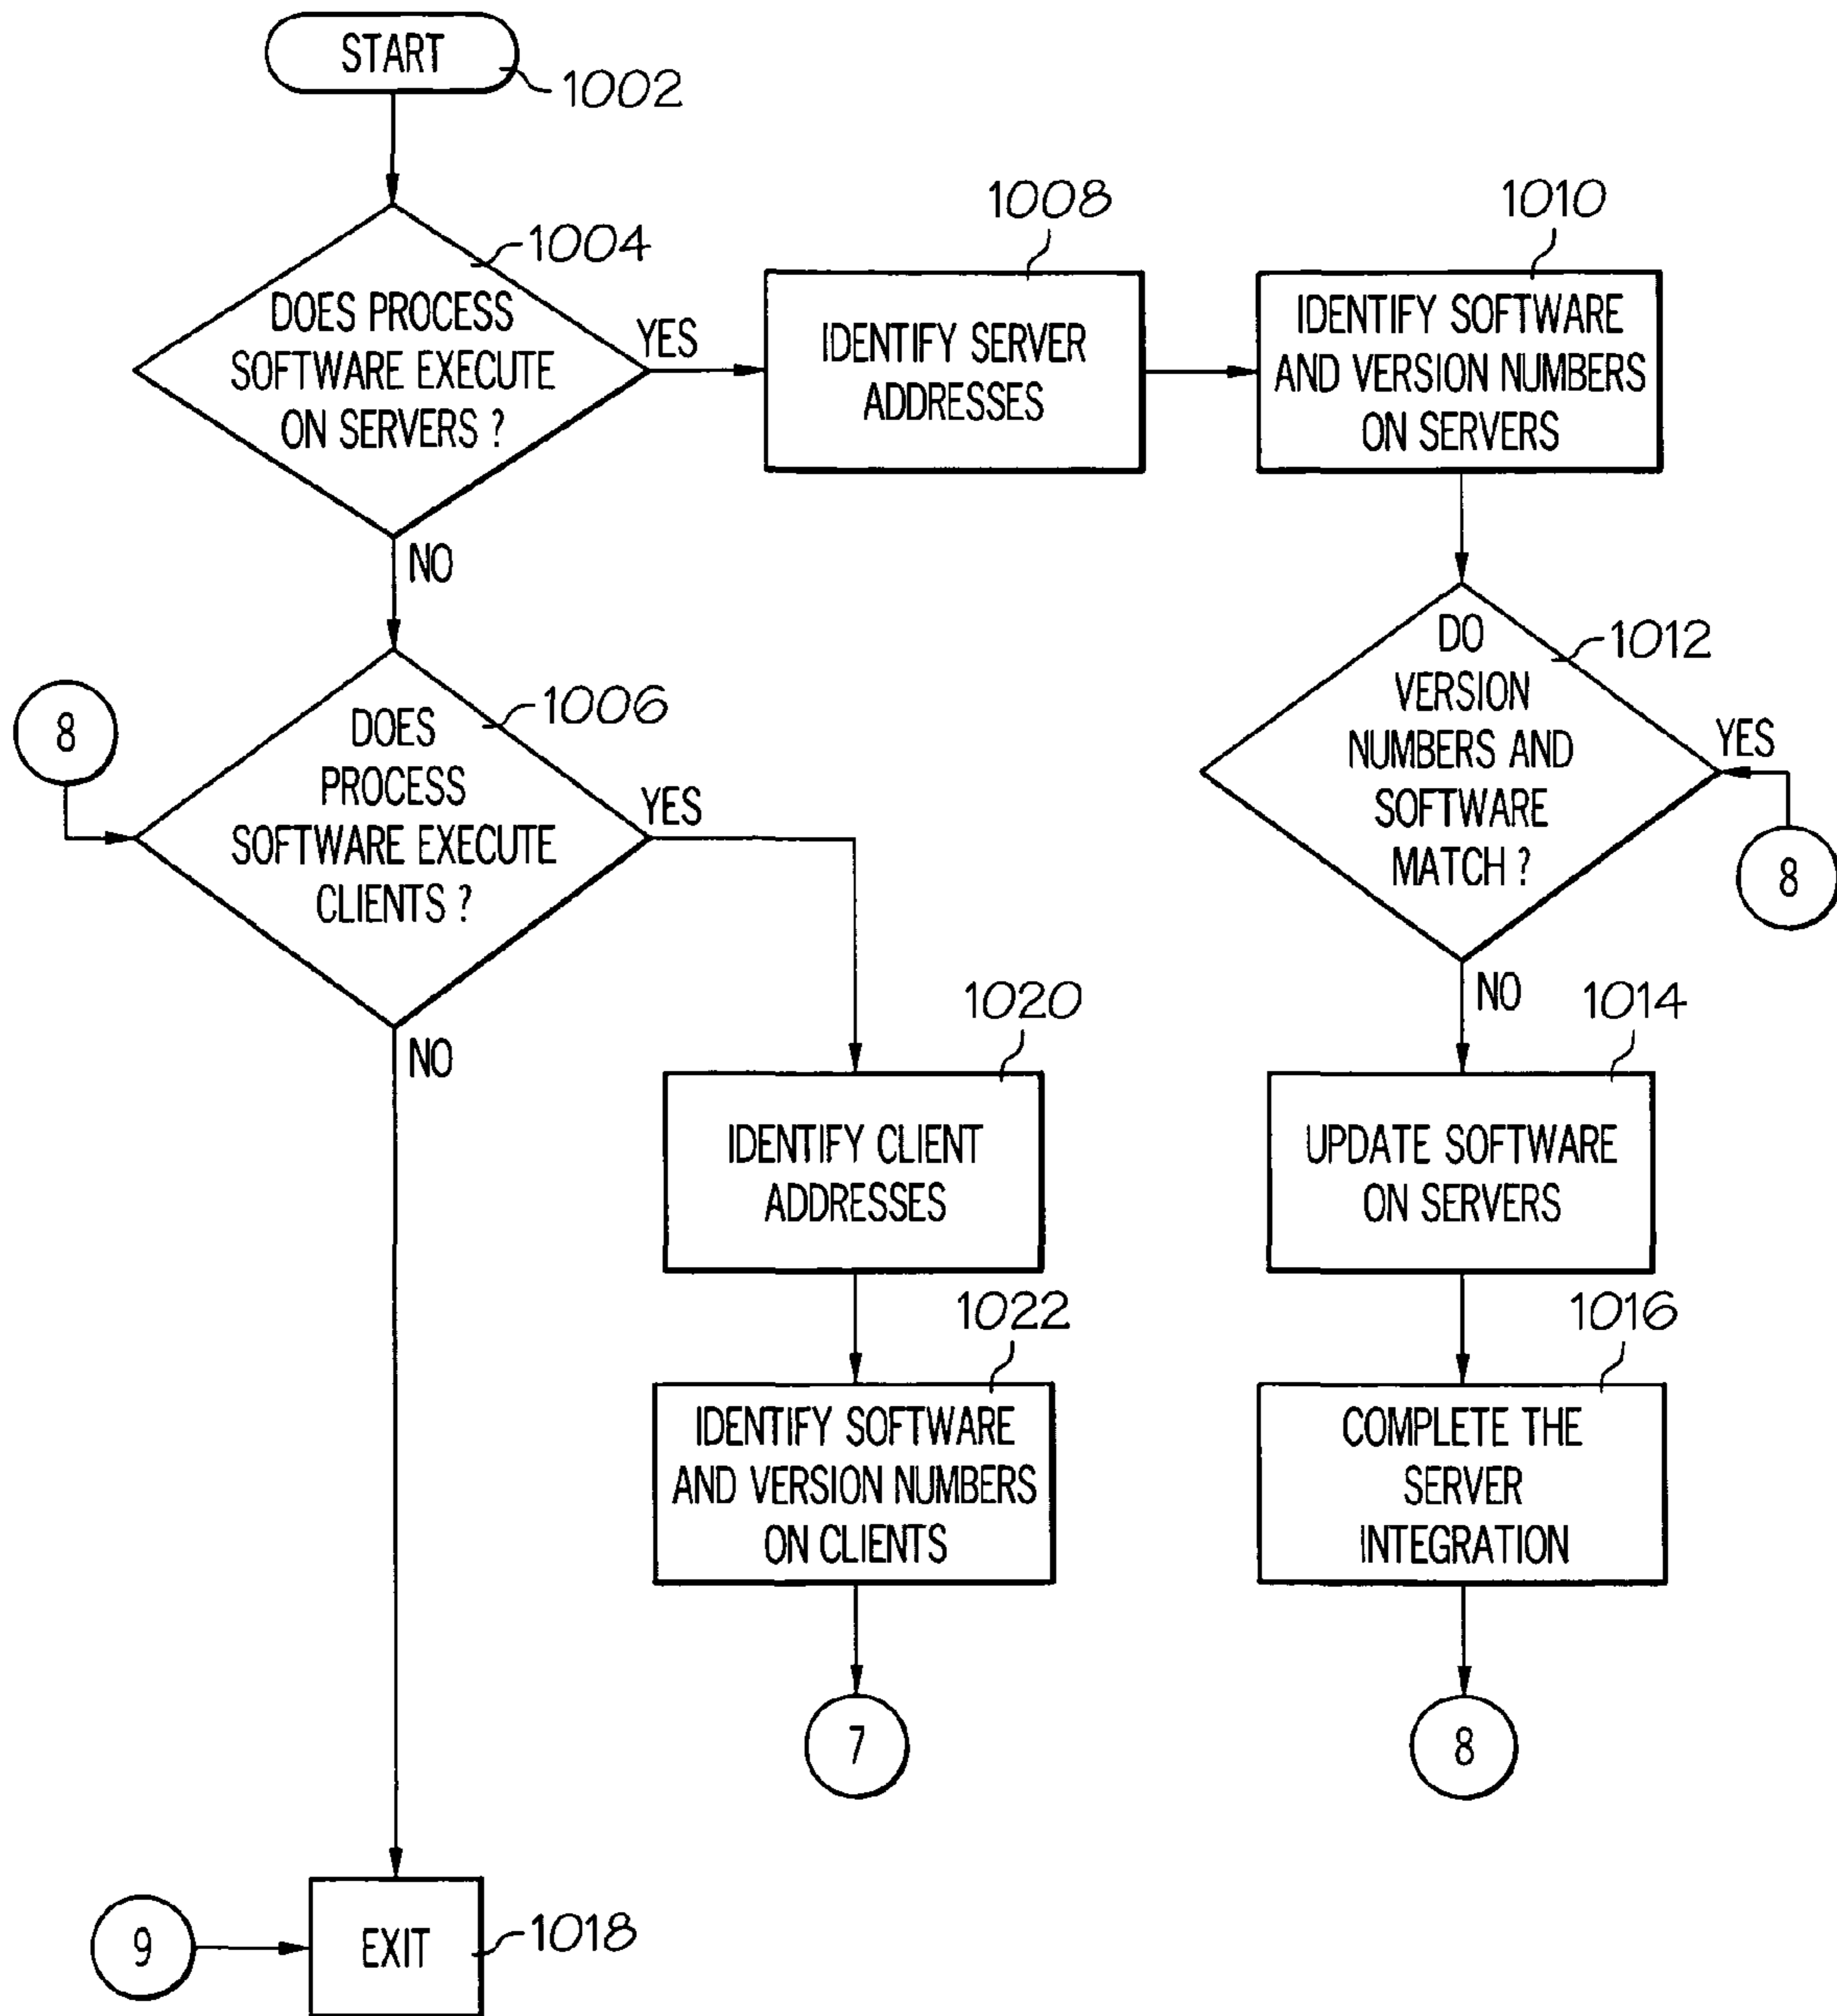 START
1002
1004
DOES PROCESS
SOFTWARE EXECUTE
ON SERVERS ?
YES
NO
1008
IDENTIFY SERVER
ADDRESSES
1010
IDENTIFY SOFTWARE
AND VERSION NUMBERS
ON SERVERS
8
1006
DOES
PROCESS
SOFTWARE EXECUTE
CLIENTS ?
YES
NO
1012
DO
VERSION
NUMBERS AND
SOFTWARE
MATCH ?
YES
8
NO
1020
IDENTIFY CLIENT
ADDRESSES
1014
UPDATE SOFTWARE
ON SERVERS
1022
IDENTIFY SOFTWARE
AND VERSION NUMBERS
ON CLIENTS
1016
COMPLETE THE
SERVER
INTEGRATION
7
8
9
EXIT
1018